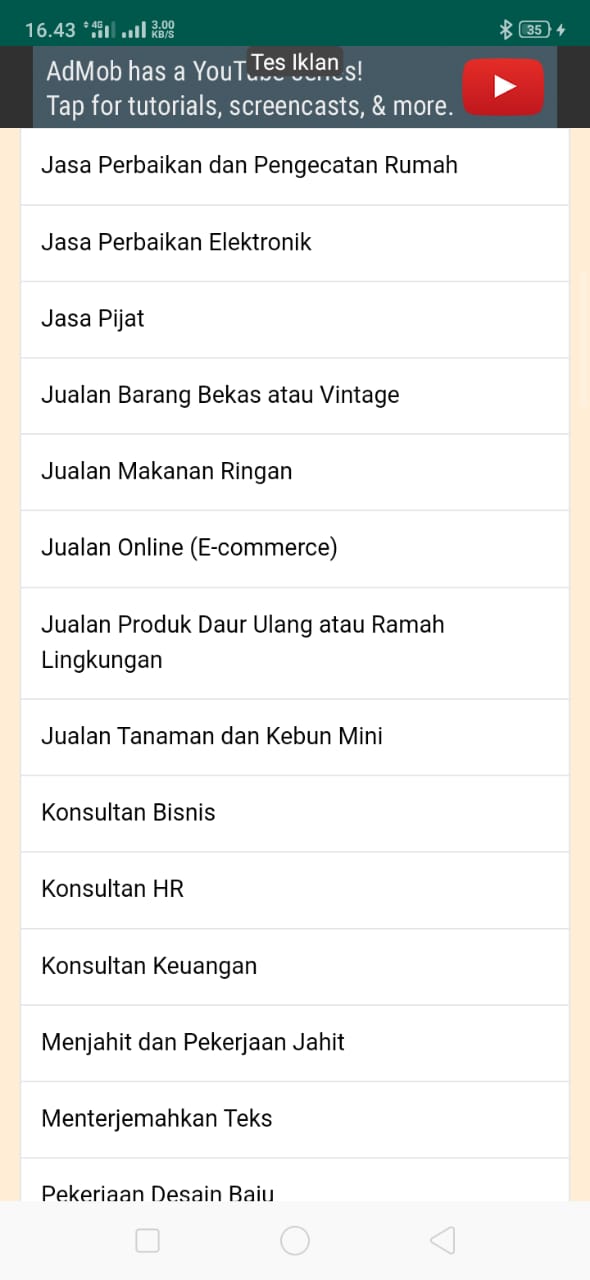 16.43 4G 3.00 KB/S 35
Tes Iklan
AdMob has a YouTube series!
Tap for tutorials, screencasts, & more.
Jasa Perbaikan dan Pengecatan Rumah
Jasa Perbaikan Elektronik
Jasa Pijat
Jualan Barang Bekas atau Vintage
Jualan Makanan Ringan
Jualan Online (E-commerce)
Jualan Produk Daur Ulang atau Ramah
Lingkungan
Jualan Tanaman dan Kebun Mini
Konsultan Bisnis
Konsultan HR
Konsultan Keuangan
Menjahit dan Pekerjaan Jahit
Menterjemahkan Teks
Pekerjaan Desain Baju